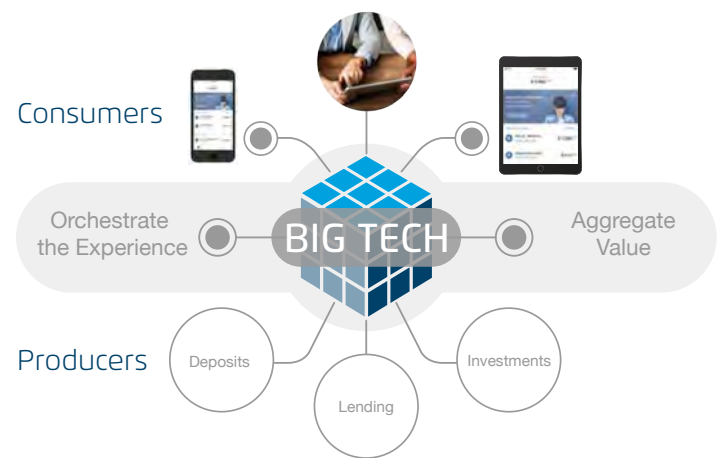 Consumers
Orchestrate
the Experience
BIG TECH
Aggregate
Value
Producers
Deposits
Lending
Investments